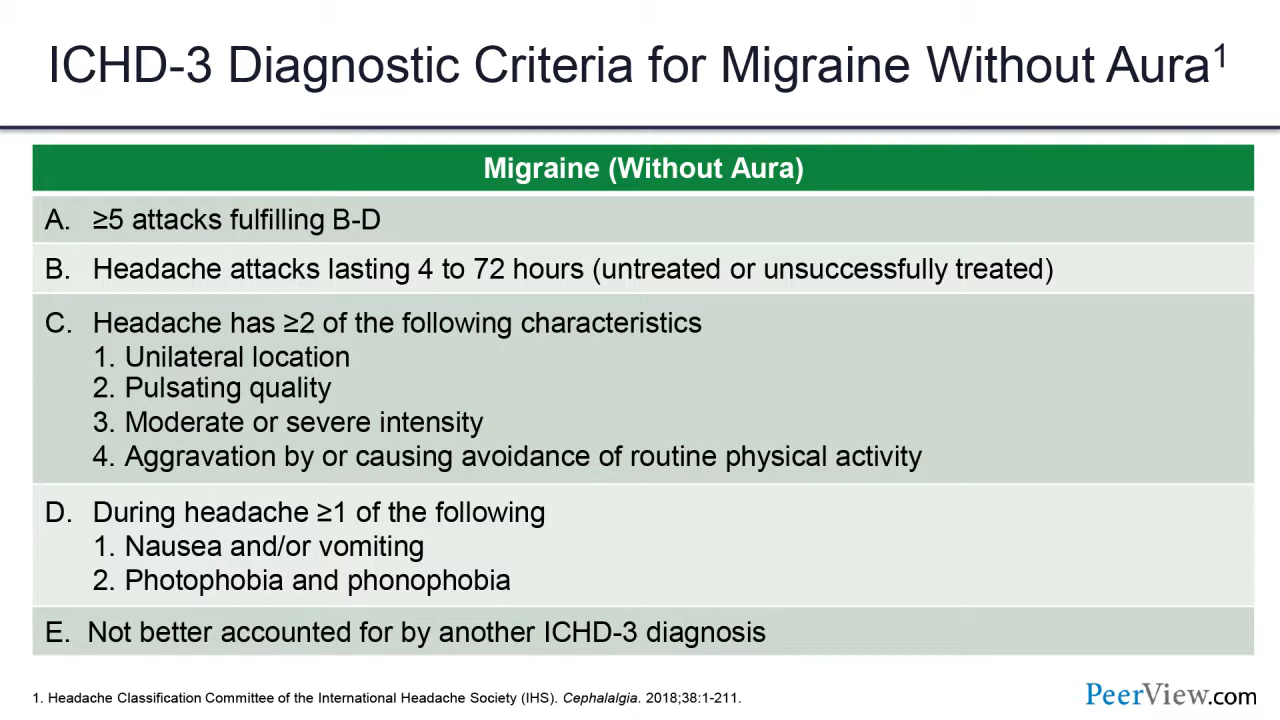 ICHD-3 Diagnostic Criteria for Migraine Without Aura¹
Migraine (Without Aura)
A. ≥5 attacks fulfilling B-D
B. Headache attacks lasting 4 to 72 hours (untreated or unsuccessfully treated)
C. Headache has ≥2 of the following characteristics
1. Unilateral location
2. Pulsating quality
3. Moderate or severe intensity
4. Aggravation by or causing avoidance of routine physical activity
D. During headache ≥1 of the following
1. Nausea and/or vomiting
2. Photophobia and phonophobia
E. Not better accounted for by another ICHD-3 diagnosis
1. Headache Classification Committee of the International Headache Society (IHS). Cephalalgia. 2018;38:1-211.
PeerView.com